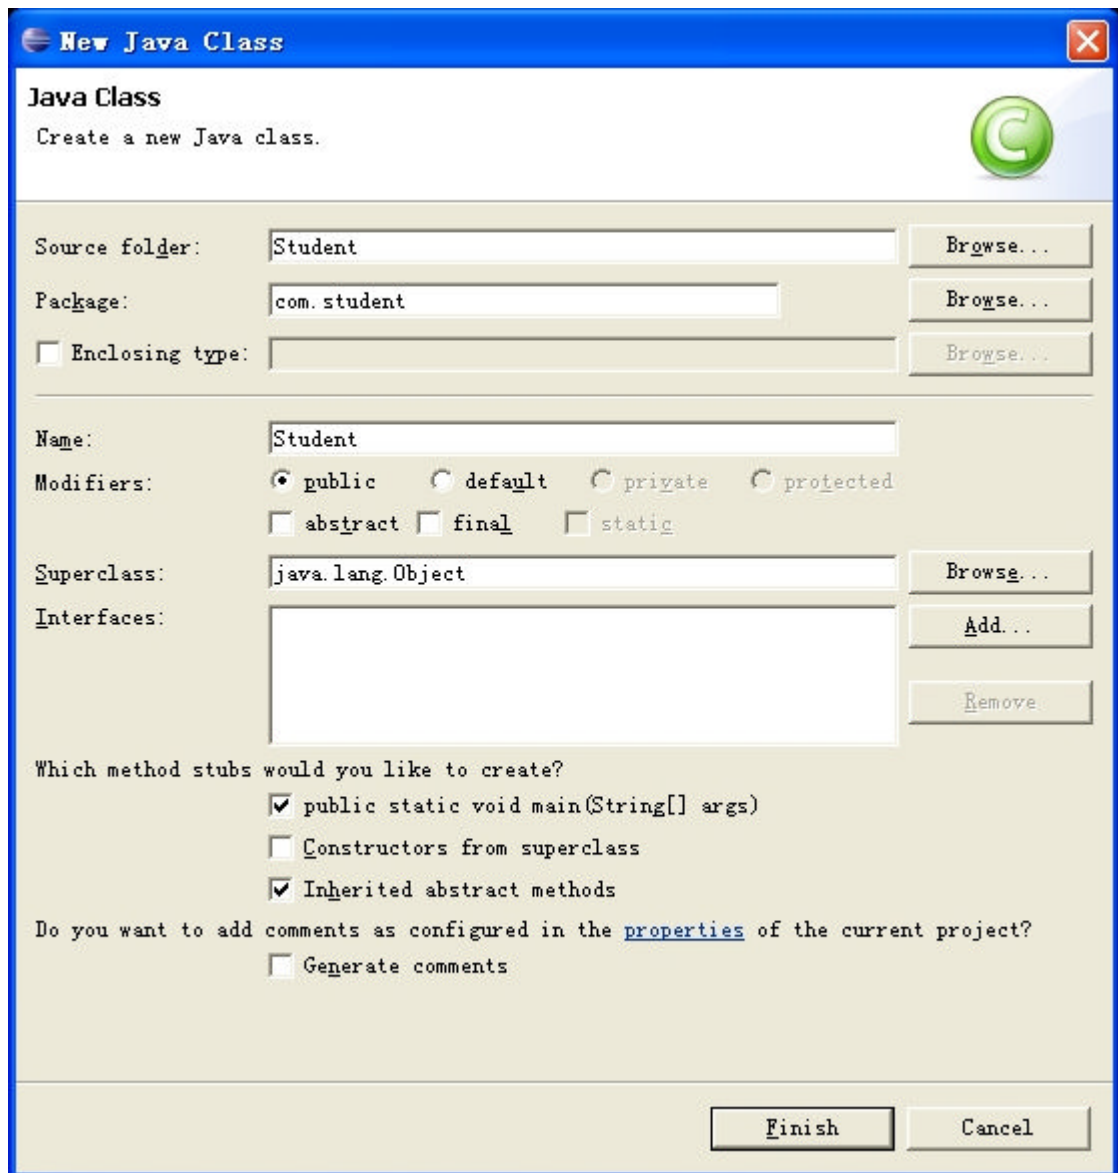 New Java Class
Java Class
Create a new Java class.
C
Source folder: Student Browse...
Package: com.student Browse...
Enclosing type: Browse...
Name: Student
Modifiers: public default private protected
abstract final static
Superclass: java.lang.Object Browse...
Interfaces: Add...
Remove
Which method stubs would you like to create?
public static void main(String[] args)
Constructors from superclass
Inherited abstract methods
Do you want to add comments as configured in the properties of the current project?
Generate comments
Finish Cancel